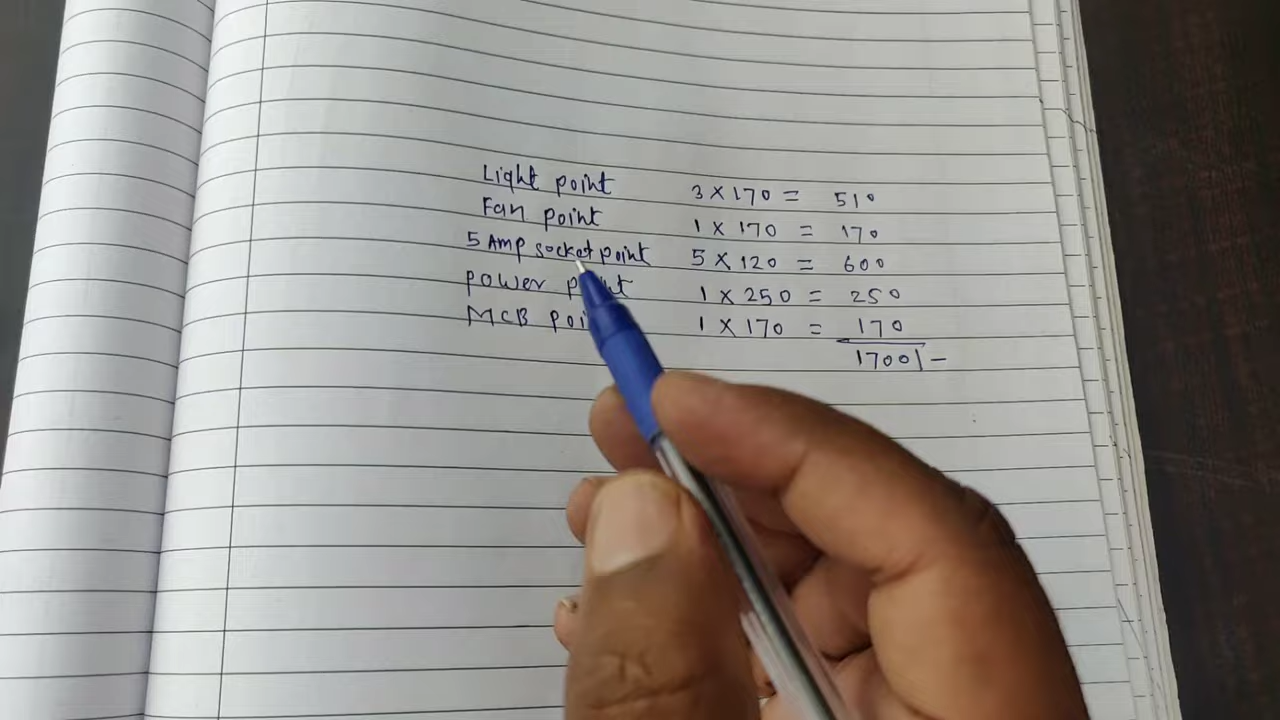 Light point 3 × 170 = 510
Fan point 1 × 170 = 170
5 Amp socket point 5 × 120 = 600
power 1 × 250 = 250
MCB 1 × 170 = 170
1700/-